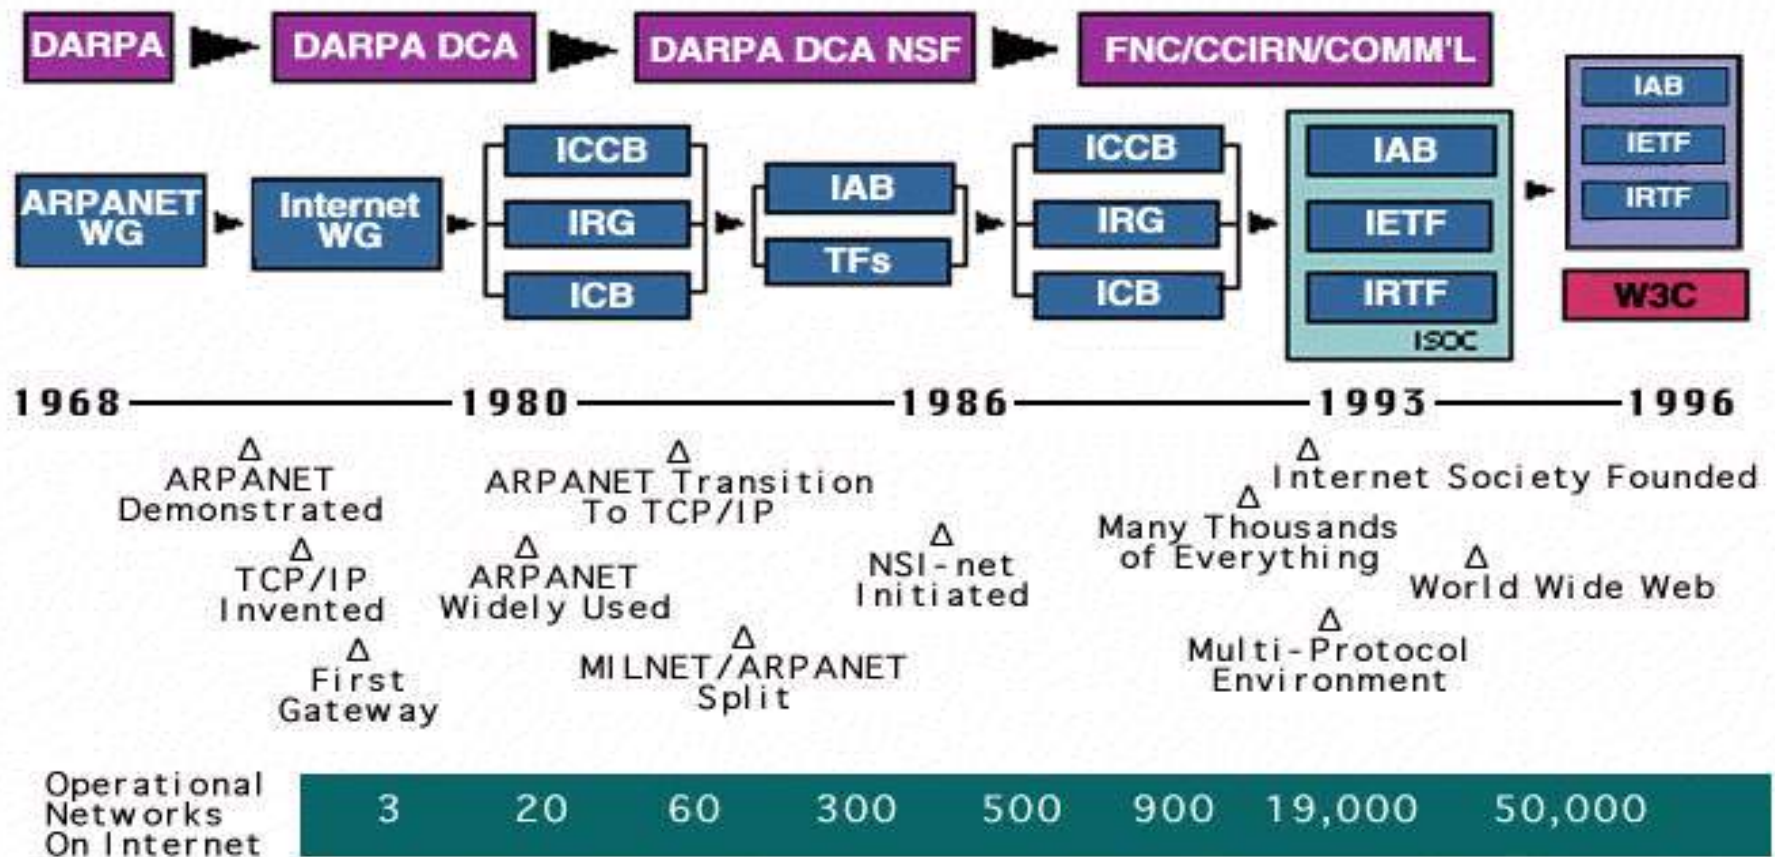 DARPA
DARPA DCA
DARPA DCA NSF
FNC/CCIRN/COMM'L
ARPANET
WG
Internet
WG
ICCB
IRG
ICB
IAB
TFs
ICCB
IRG
ICB
IAB
IETF
IRTF
ISOC
IAB
IETF
IRTF
W3C
1968
1980
1986
1993
1996
ARPANET
Demonstrated
TCP/IP
Invented
First
Gateway
ARPANET Transition
To TCP/IP
ARPANET
Widely Used
MILNET/ARPANET
Split
NSI-net
Initiated
Internet Society Founded
Many Thousands
of Everything
World Wide Web
Multi-Protocol
Environment
Operational
Networks
On Internet
3 20 60 300 500 900 19,000 50,000